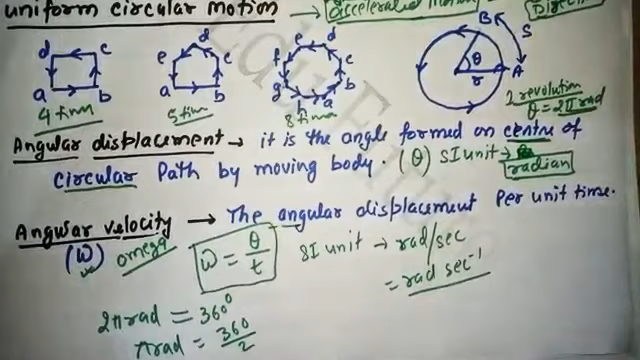 uniform circular motion → Accelerated motion
d c
a b
4 time
d
e c
a b
5 time
e d
f c
g b
h a
8 time
B S
θ
r A
1 revolution
θ = 2π rad
Angular displacement → it is the angle formed on centre of
circular Path by moving body. (θ) SI unit → radian
Angular velocity → The angular displacement Per unit time.
(W) omega
ω = θ/t
SI unit → rad/sec
= rad sec⁻¹
2π rad = 360°
π rad = 360/2